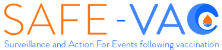 SAFE-VAC
Surveillance and Action For Events following vaccination